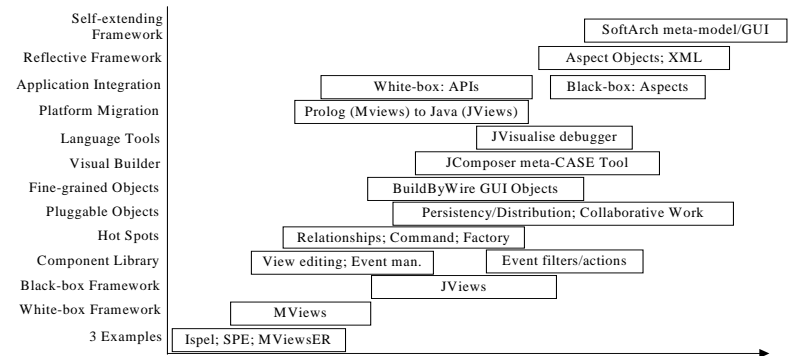 Self-extending
Framework
SoftArch meta-model/GUI
Reflective Framework
Aspect Objects; XML
Application Integration
White-box: APIs
Black-box: Aspects
Platform Migration
Prolog (Mviews) to Java (JViews)
Language Tools
JVisualise debugger
Visual Builder
JComposer meta-CASE Tool
Fine-grained Objects
BuildByWire GUI Objects
Pluggable Objects
Persistency/Distribution; Collaborative Work
Hot Spots
Relationships; Command; Factory
Component Library
View editing; Event man.
Event filters/actions
Black-box Framework
JViews
White-box Framework
MViews
3 Examples
Ispel; SPE; MViewsER